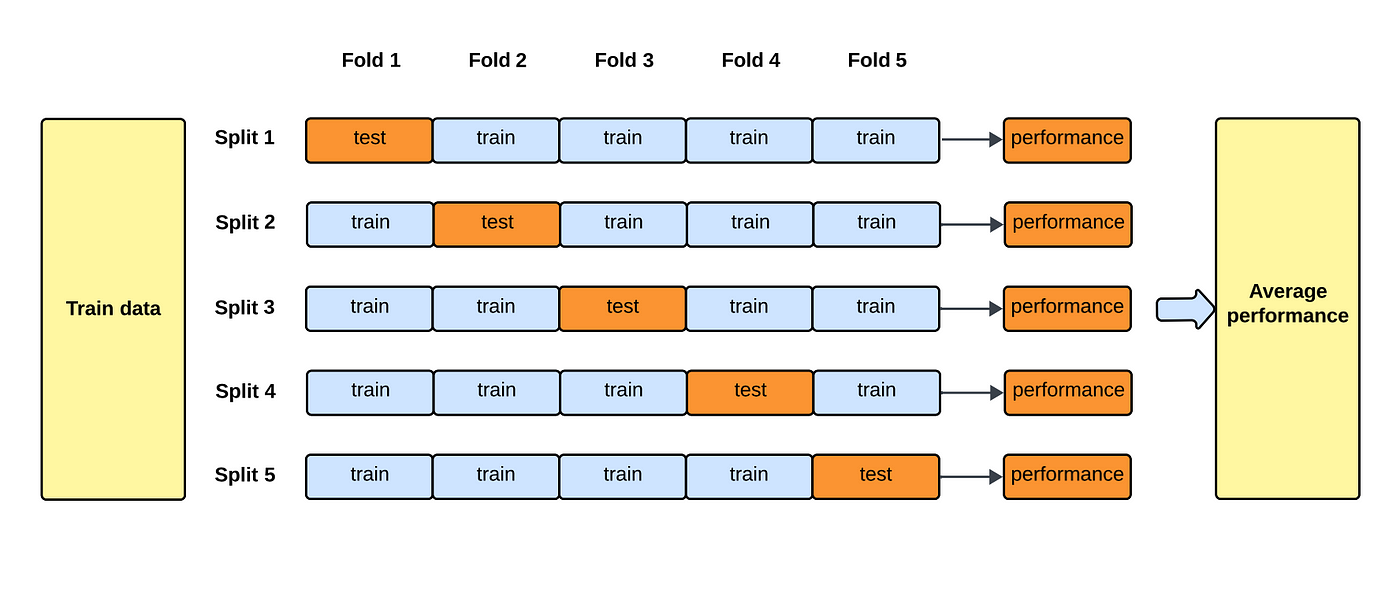 Fold 1 Fold 2 Fold 3 Fold 4 Fold 5
Split 1 test train train train train performance
Split 2 train test train train train performance
Train data
Split 3 train train test train train performance
Average
performance
Split 4 train train train test train performance
Split 5 train train train train test performance